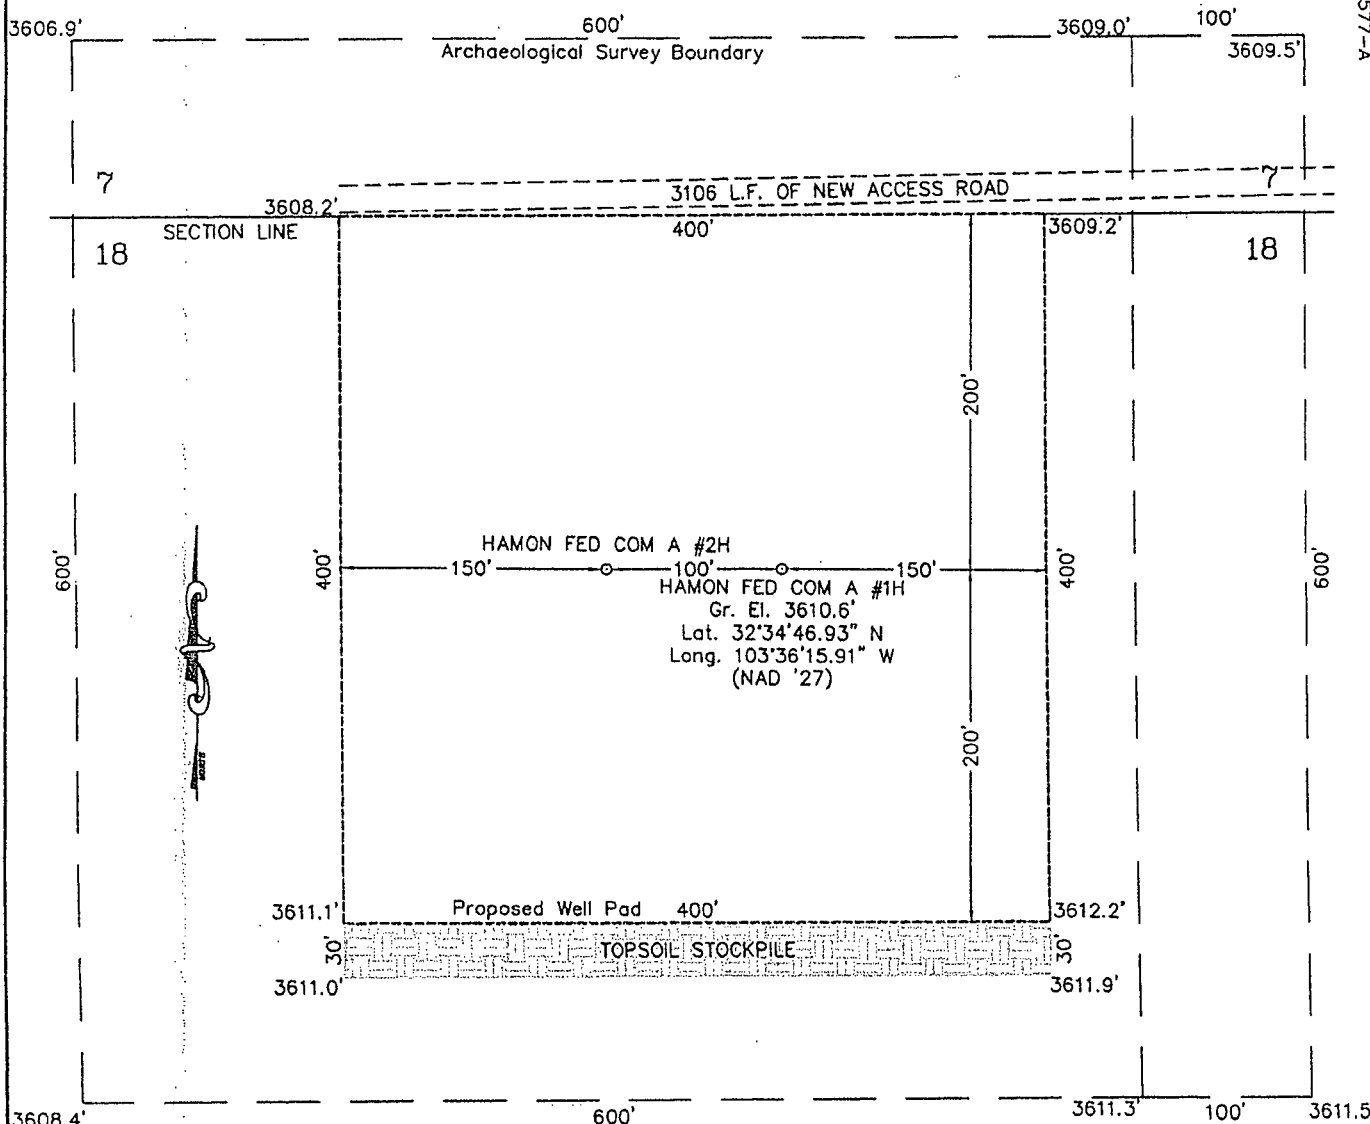 3606.9'
600'
3609.0'
100'
577-A
Archaeological Survey Boundary
3609.5'
7
3106 L.F. OF NEW ACCESS ROAD
7
3608.2'
SECTION LINE
400'
3609.2'
18
18
200'
HAMON FED COM A #2H
600'
400'
150'
100'
150'
400'
600'
HAMON FED COM A #1H
Gr. El. 3610.6'
Lat. 32°34'46.93" N
Long. 103°36'15.91" W
(NAD '27)
200'
3611.1'
Proposed Well Pad 400'
3612.2'
30'
TOPSOIL STOCKPILE
30'
3611.0'
3611.9'
3608.4'
600'
3611.3'
100'
3611.5